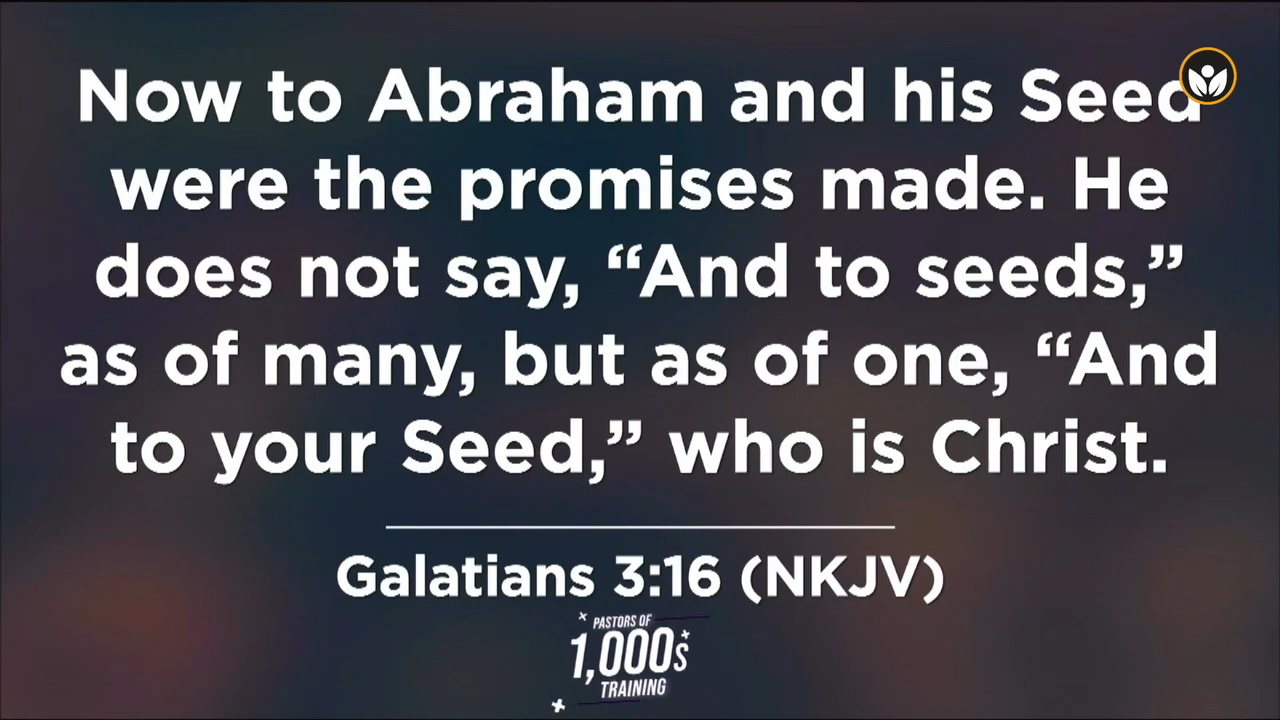 Now to Abraham and his Seed
were the promises made. He
does not say, “And to seeds,”
as of many, but as of one, “And
to your Seed,” who is Christ.
Galatians 3:16 (NKJV)
PASTORS OF
1,000s
TRAINING